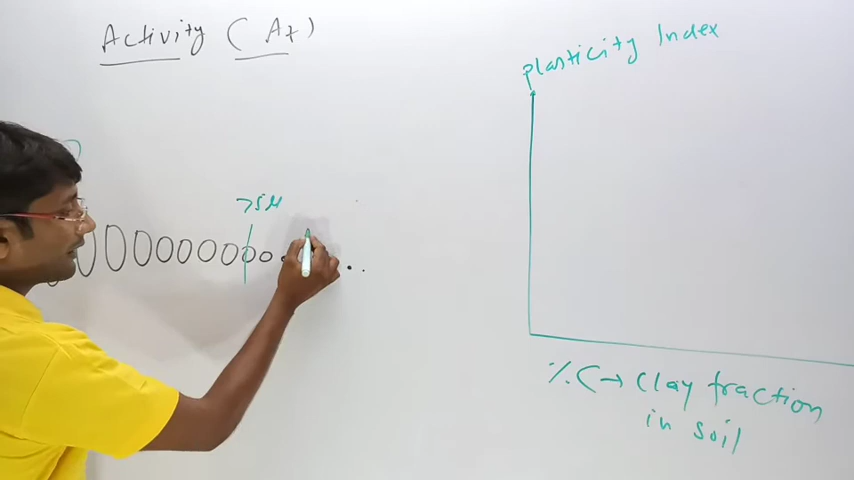 Activity (At)
plasticity Index
75μ
%C → Clay fraction
in soil